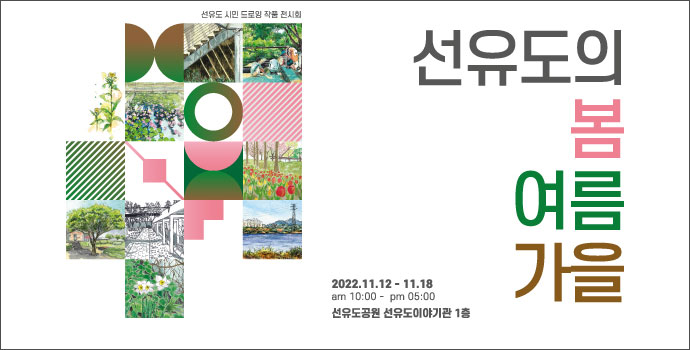 선유도 시민 드로잉 작품 전시회
선유도의
봄
여름
가을
2022.11.12 - 11.18
am 10:00 - pm 05:00
선유도공원 선유도이야기관 1층